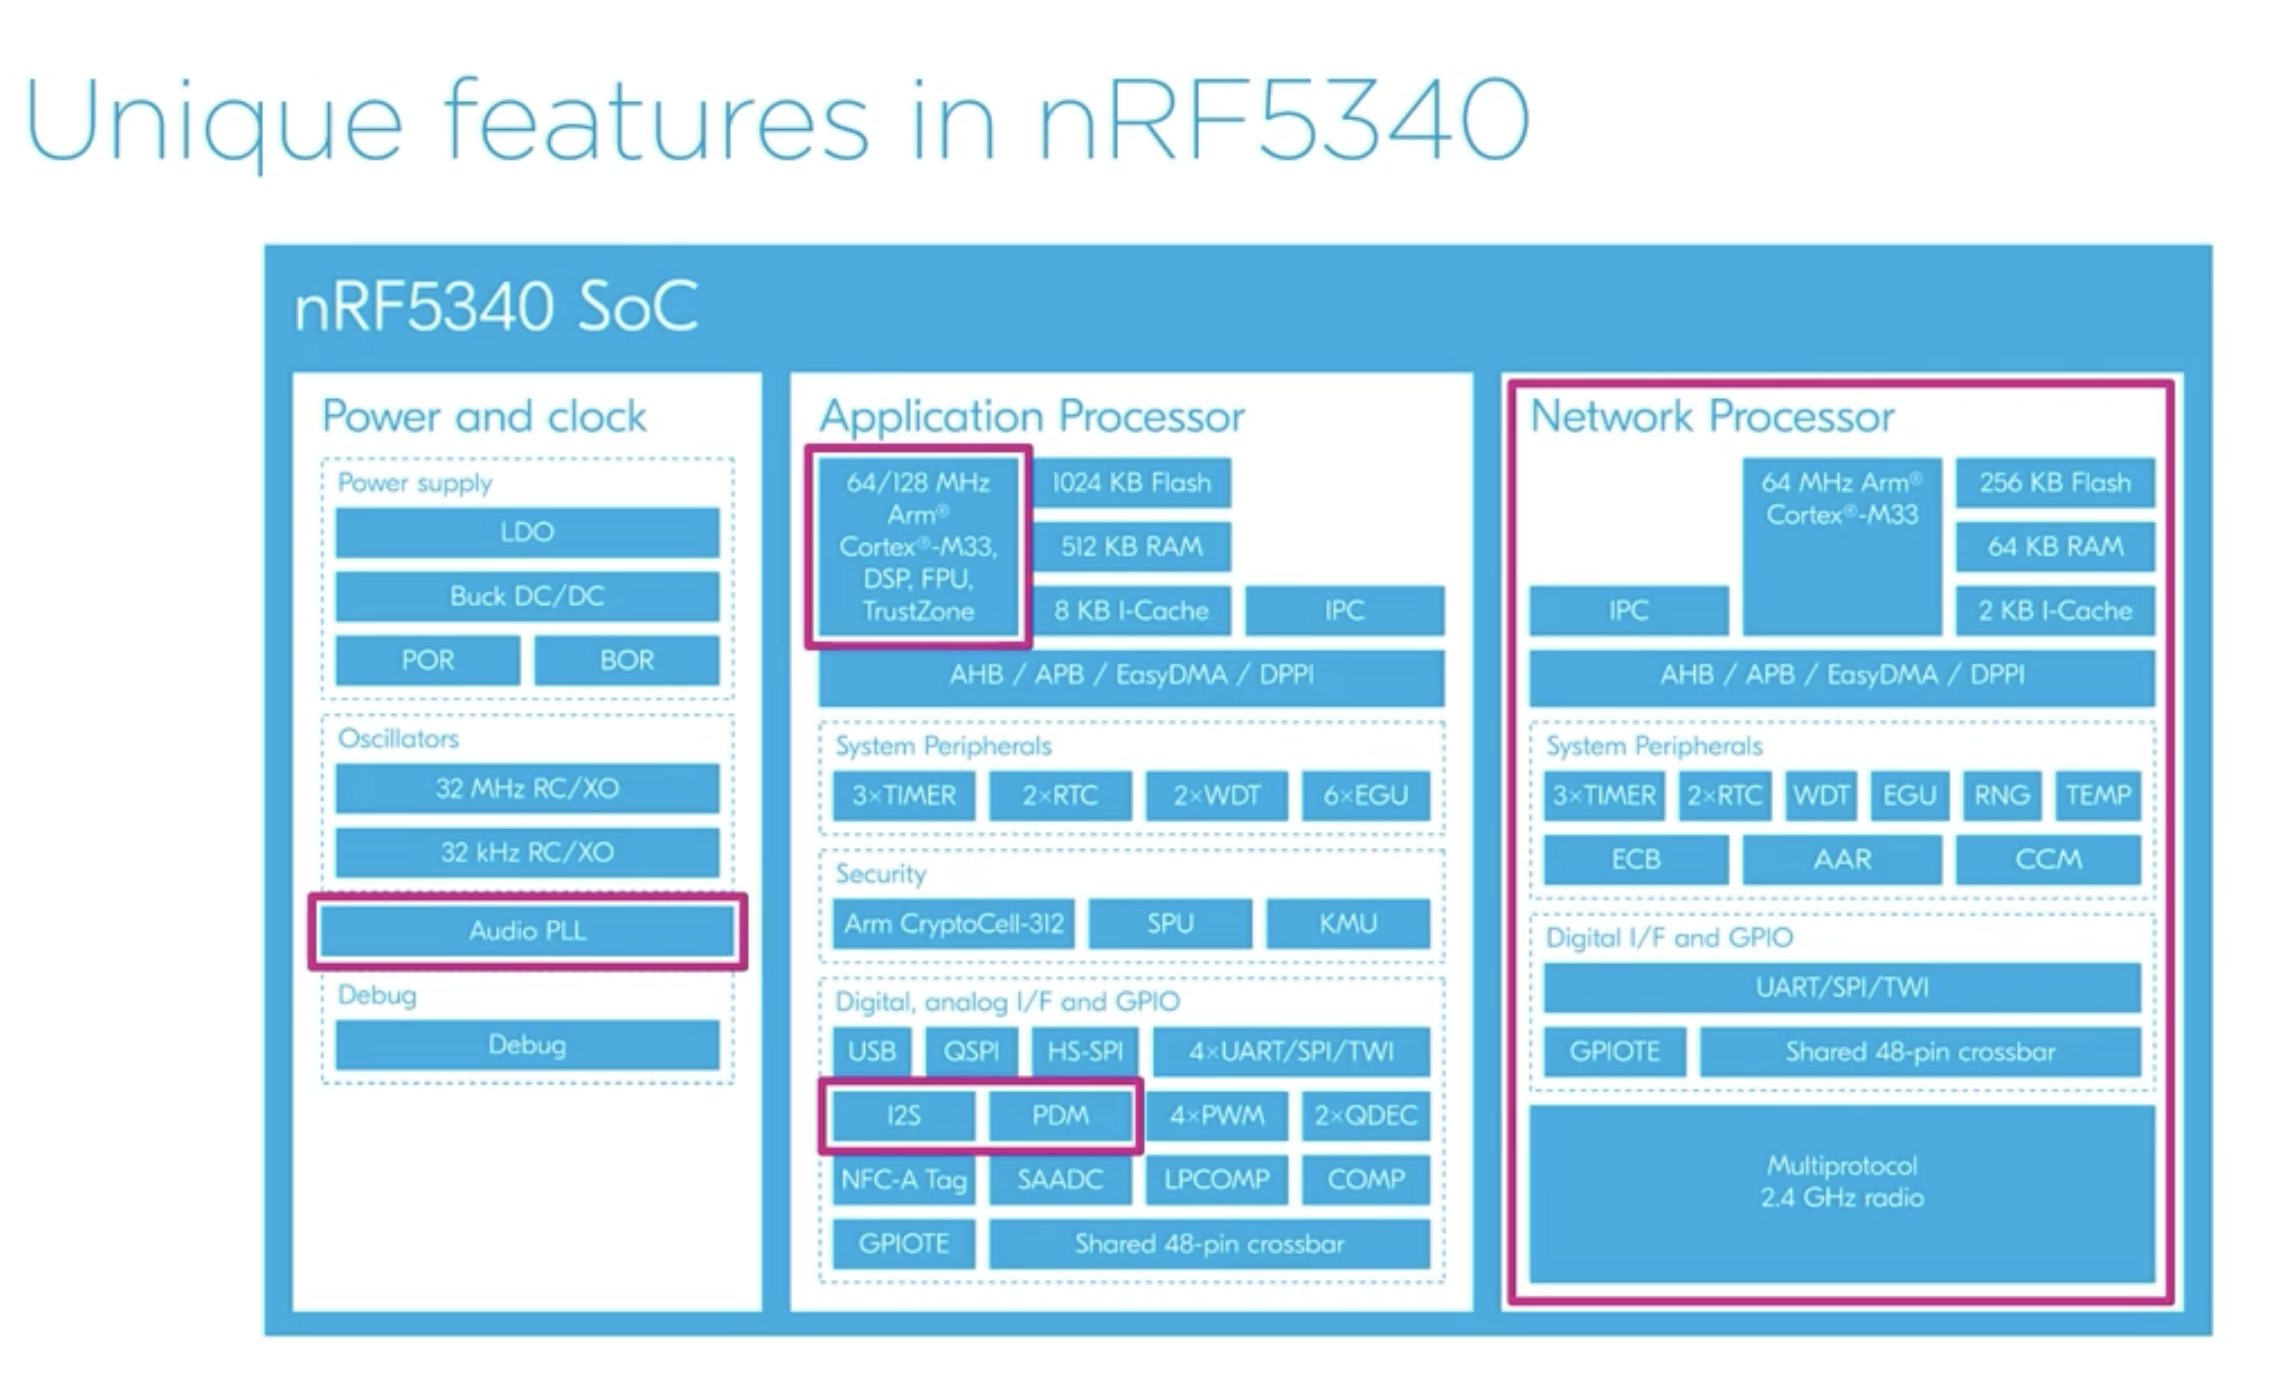 Unique features in nRF5340
nRF5340 SoC
Power and clock
Power supply
LDO
Buck DC/DC
POR
BOR
Oscillators
32 MHz RC/XO
32 kHz RC/XO
Audio PLL
Debug
Debug
Application Processor
64/128 MHz
Arm®
Cortex®-M33,
DSP, FPU,
TrustZone
1024 KB Flash
512 KB RAM
8 KB I-Cache
IPC
AHB / APB / EasyDMA / DPPI
System Peripherals
3×TIMER
2×RTC
2×WDT
6×EGU
Security
Arm CryptoCell-312
SPU
KMU
Digital, analog I/F and GPIO
USB
QSPI
HS-SPI
4×UART/SPI/TWI
I2S
PDM
4×PWM
2×QDEC
NFC-A Tag
SAADC
LPCOMP
COMP
GPIOTE
Shared 48-pin crossbar
Network Processor
64 MHz Arm®
Cortex®-M33
256 KB Flash
64 KB RAM
IPC
2 KB I-Cache
AHB / APB / EasyDMA / DPPI
System Peripherals
3×TIMER
2×RTC
WDT
EGU
RNG
TEMP
ECB
AAR
CCM
Digital I/F and GPIO
UART/SPI/TWI
GPIOTE
Shared 48-pin crossbar
Multiprotocol
2.4 GHz radio